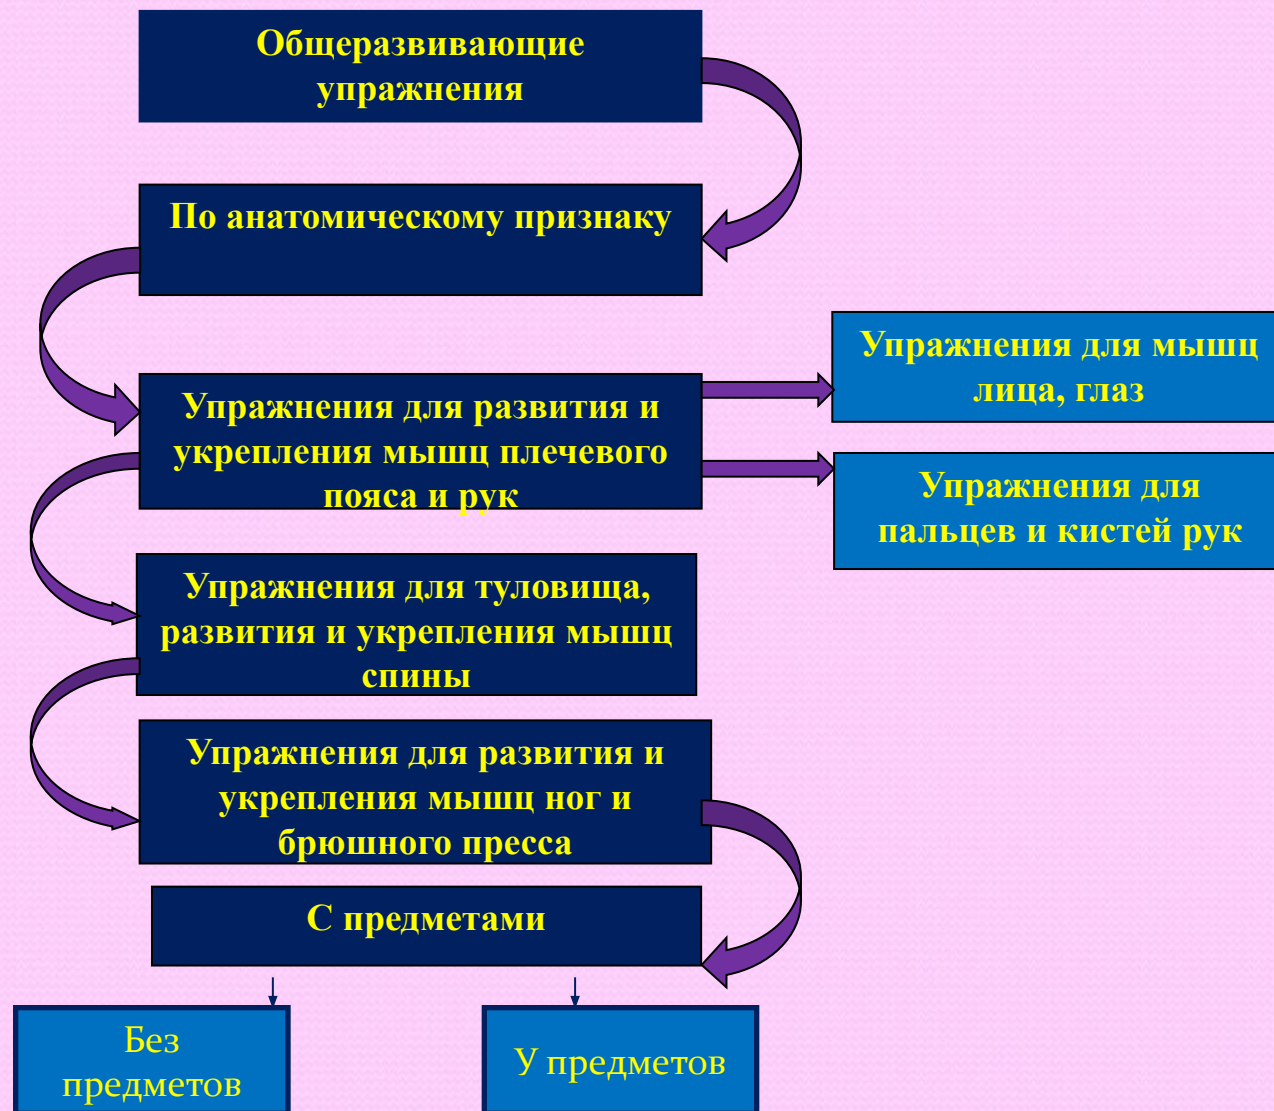 Общеразвивающие
упражнения
По анатомическому признаку
Упражнения для мышц
лица, глаз
Упражнения для развития и
укрепления мышц плечевого
пояса и рук
Упражнения для
пальцев и кистей рук
Упражнения для туловища,
развития и укрепления мышц
спины
Упражнения для развития и
укрепления мышц ног и
брюшного пресса
С предметами
Без
предметов
У предметов